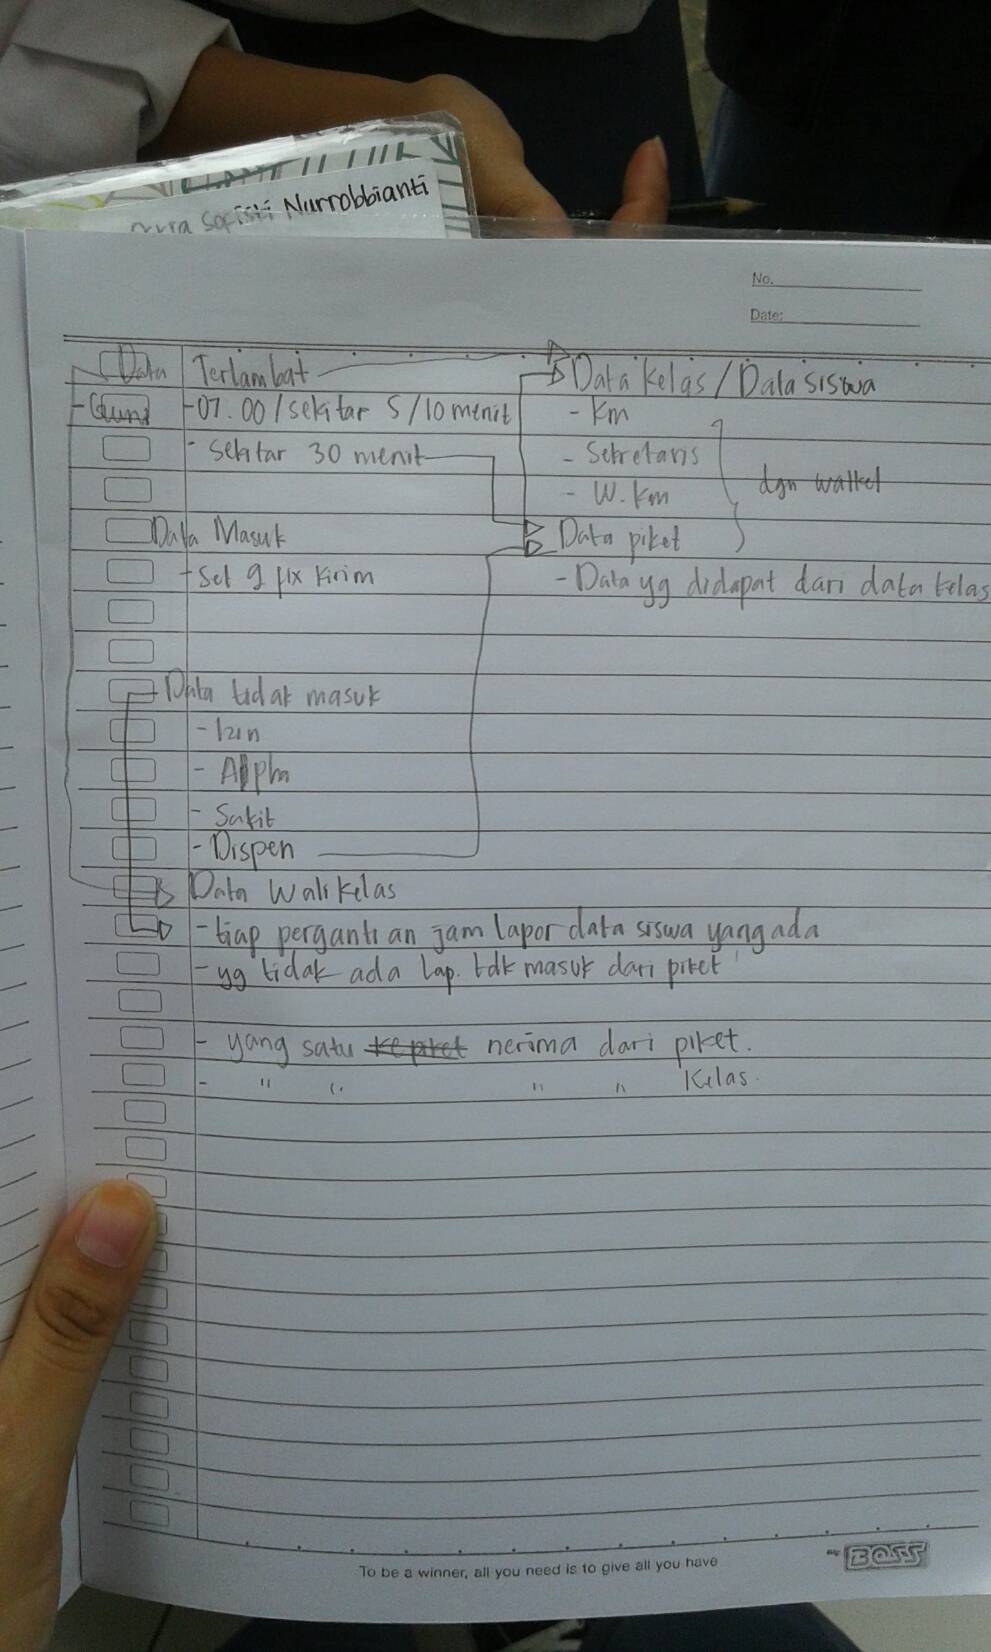 Sofisti Nurrobbianti
No.
Date:
Data Terlambat
Data Kelas / Data siswa
- 07.00 / sekitar 5/10 menit
- Km
- sekitar 30 menit
- Sekretaris
- W. Km
dgn walkel
Data Masuk
Data piket
- Sel 9 fix kirim
- Data yg didapat dari data kelas
Data tidak masuk
- Izin
- Alpha
- Sakit
- Dispen
Data Wali Kelas
- tiap pergantian jam lapor data siswa yang ada
- yg tidak ada lap. tdk masuk dari piket
- yang satu ke piket nerima dari piket.
- " " " " Kelas.
To be a winner, all you need is to give all you have
BOSS